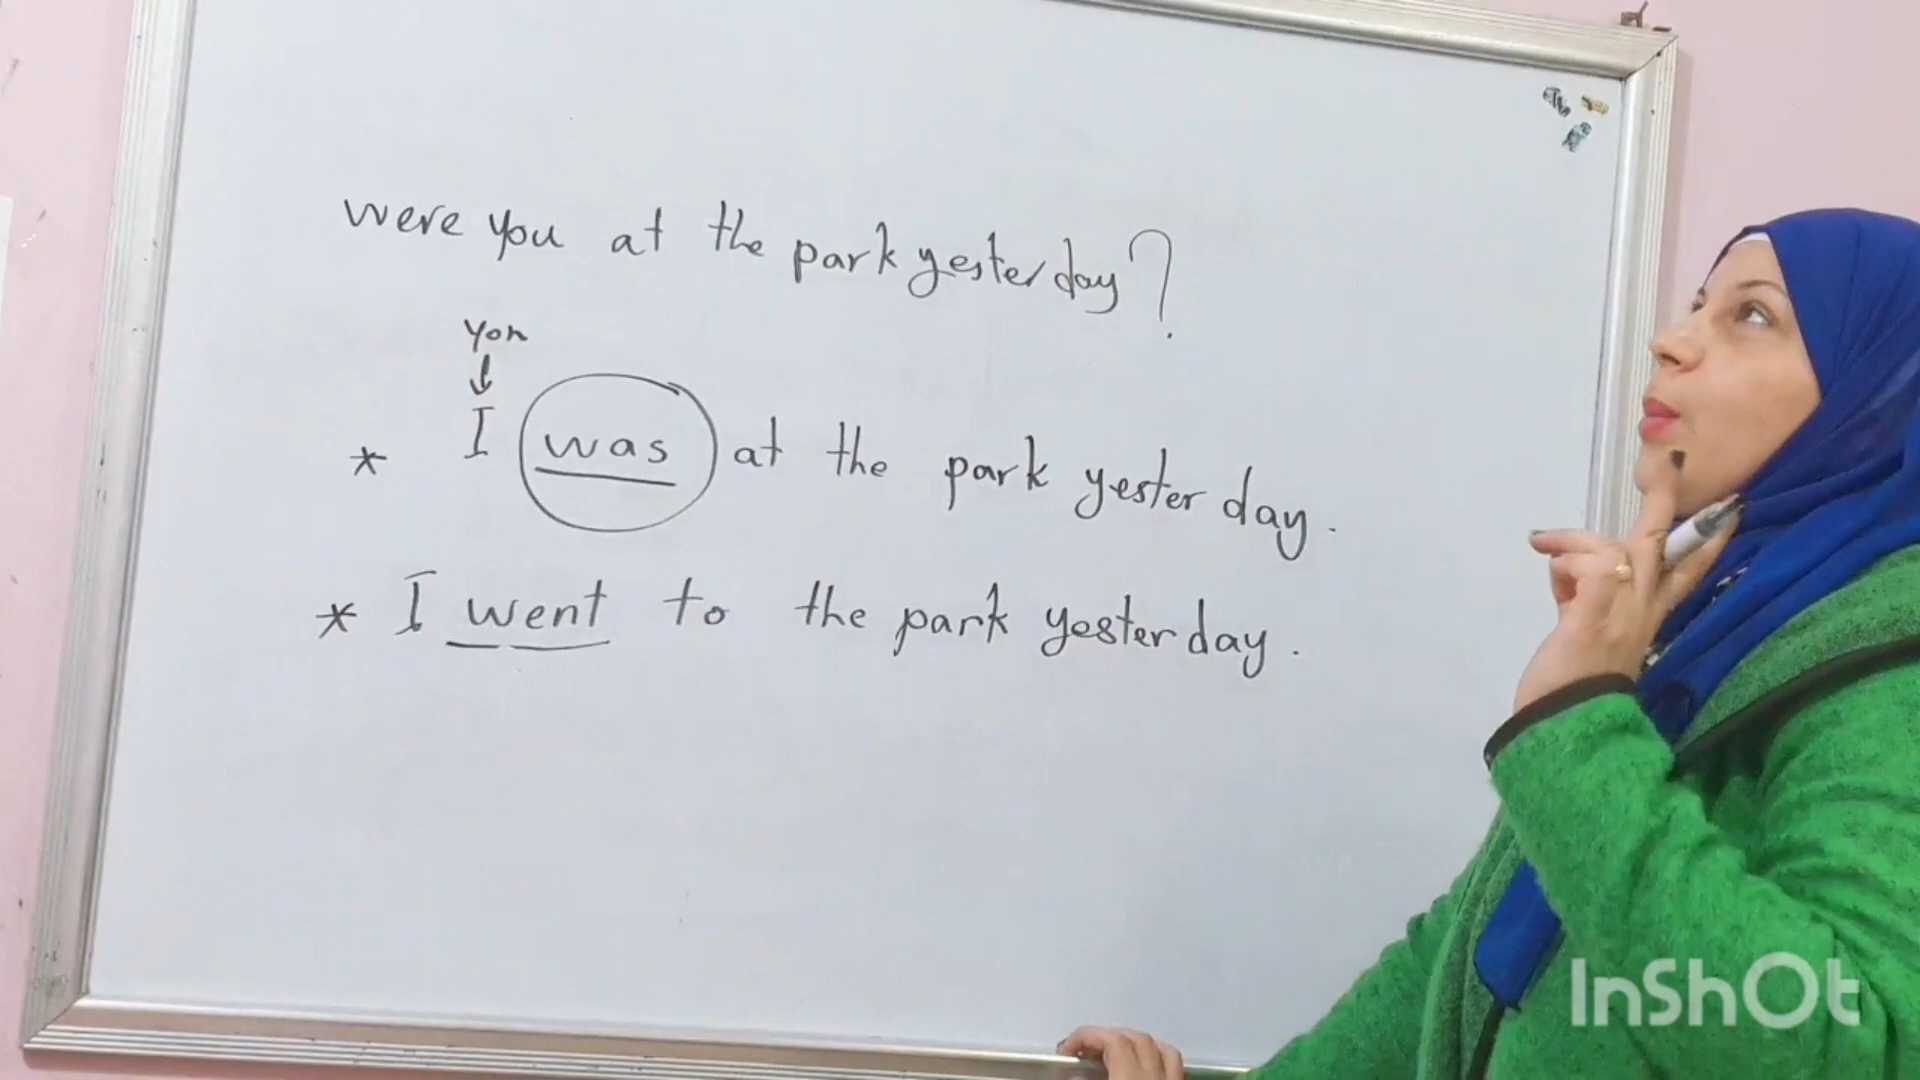 were you at the park yesterday?
you
↓
* I was at the park yesterday.
* I went to the park yesterday.
InShOt